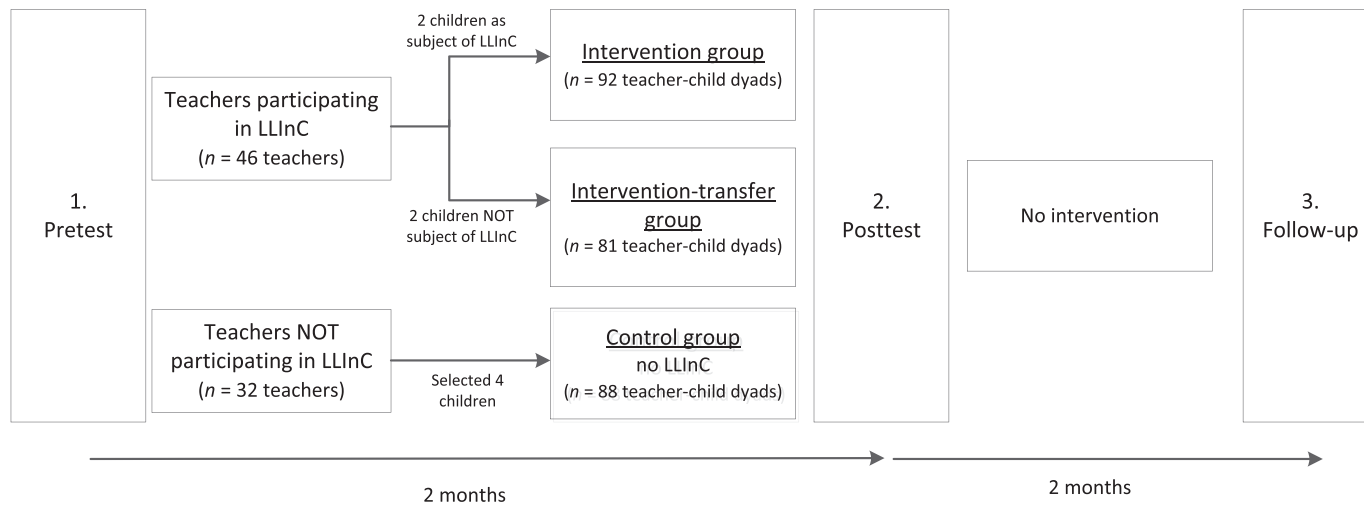 1.
Pretest
Teachers participating
in LLInC
(n = 46 teachers)
2 children as
subject of LLInC
2 children NOT
subject of LLInC
Intervention group
(n = 92 teacher-child dyads)
Intervention-transfer
group
(n = 81 teacher-child dyads)
Teachers NOT
participating in LLInC
(n = 32 teachers)
Selected 4
children
Control group
no LLInC
(n = 88 teacher-child dyads)
2.
Posttest
No intervention
3.
Follow-up
2 months
2 months